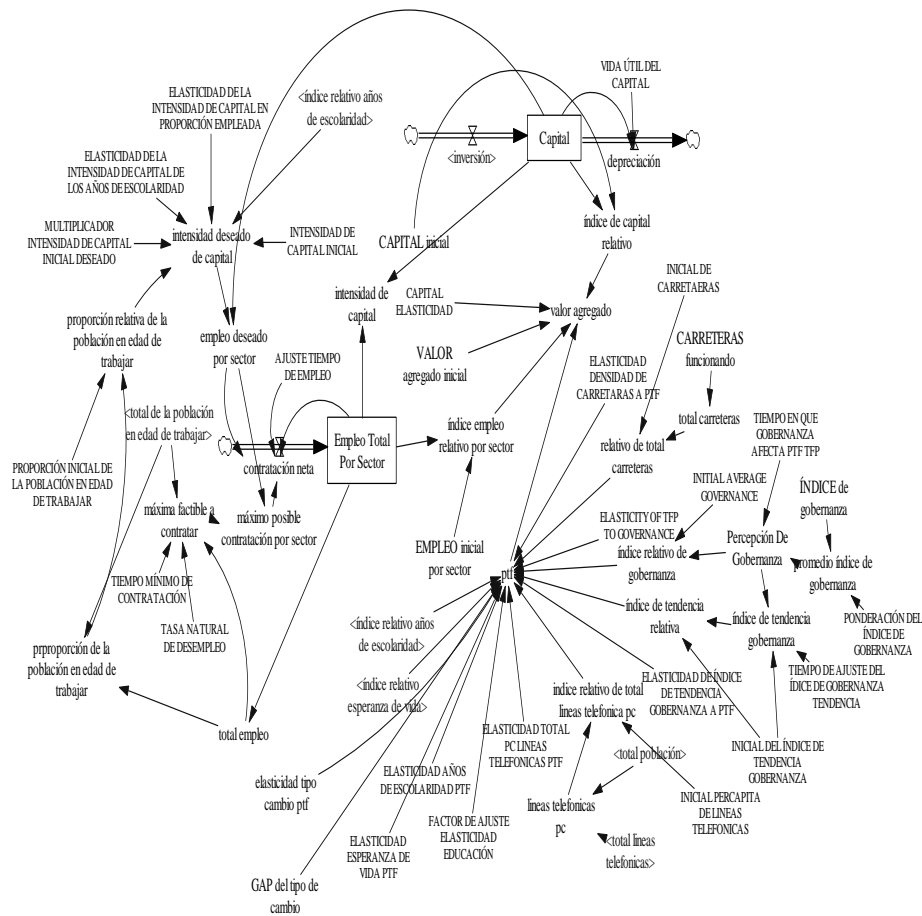 VIDA ÚTIL DEL
CAPITAL
ELASTICIDAD DE LA
INTENSIDAD DE CAPITAL EN
PROPORCIÓN EMPLEADA
<índice relativo años
de escolaridad>
Capital
<inversión>
depreciación
ELASTICIDAD DE LA
INTENSIDAD DE CAPITAL DE
LOS AÑOS DE ESCOLARIDAD
MULTIPLICADOR
INTENSIDAD DE CAPITAL
INICIAL DESEADO
intensidad deseado
de capital
INTENSIDAD DE
CAPITAL INICIAL
CAPITAL inicial
índice de capital
relativo
intensidad de
capital
CAPITAL
ELASTICIDAD
valor agregado
INICIAL DE
CARRETAERAS
proporción relativa de la
población en edad de
trabajar
empleo deseado
por sector
VALOR
agregado inicial
CARRETERAS
funcionando
AJUSTE TIEMPO
DE EMPLEO
ELASTICIDAD
DENSIDAD DE
CARRETARAS A PTF
<total de la población
en edad de trabajar>
Empleo Total
Por Sector
índice empleo
relativo por sector
total carreteras
TIEMPO EN QUE
GOBERNANZA
AFECTA PTF TFP
relativo de total
carreteras
contratación neta
PROPORCIÓN INICIAL DE
LA POBLACIÓN EN EDAD
DE TRABAJAR
máxima factible a
contratar
máximo posible
contratación por sector
INITIAL AVERAGE
GOVERNANCE
ÍNDICE de
gobernanza
ELASTICITY OF TFP
TO GOVERNANCE
EMPLEO inicial
por sector
índice relativo de
gobernanza
Percepción De
Gobernanza
promedio índice de
gobernanza
ptf
TIEMPO MÍNIMO DE
CONTRATACIÓN
TASA NATURAL
DE DESEMPLEO
<índice relativo años
de escolaridad>
índice de tendencia
relativa
índice de tendencia
gobernanza
PONDERACIÓN DEL
ÍNDICE DE
GOBERNANZA
prproporción de la
población en edad de
trabajar
<índice relativo
esperanza de vida>
índice relativo de total
lineas telefonica pc
ELASTICIDAD DE ÍNDICE
DE TENDENCIA
GOBERNANZA A PTF
TIEMPO DE AJUSTE DEL
ÍDICE DE GOBERNANZA
TENDENCIA
total empleo
ELASTICIDAD TOTAL
PC LINEAS
TELEFONICAS PTF
<total población>
INICIAL DEL ÍNDICE DE
TENDENCIA
GOBERNANZA
elasticidad tipo
cambio ptf
ELASTICIDAD AÑOS
DE ESCOLARIDAD PTF
lineas telefonicas
pc
INICIAL PERCAPITA
DE LINEAS
TELEFONICAS
ELASTICIDAD
ESPERANZA DE
VIDA PTF
FACTOR DE AJUSTE
ELASTICIDAD
EDUCACIÓN
<total lineas
telefonicas>
GAP del tipo de
cambio